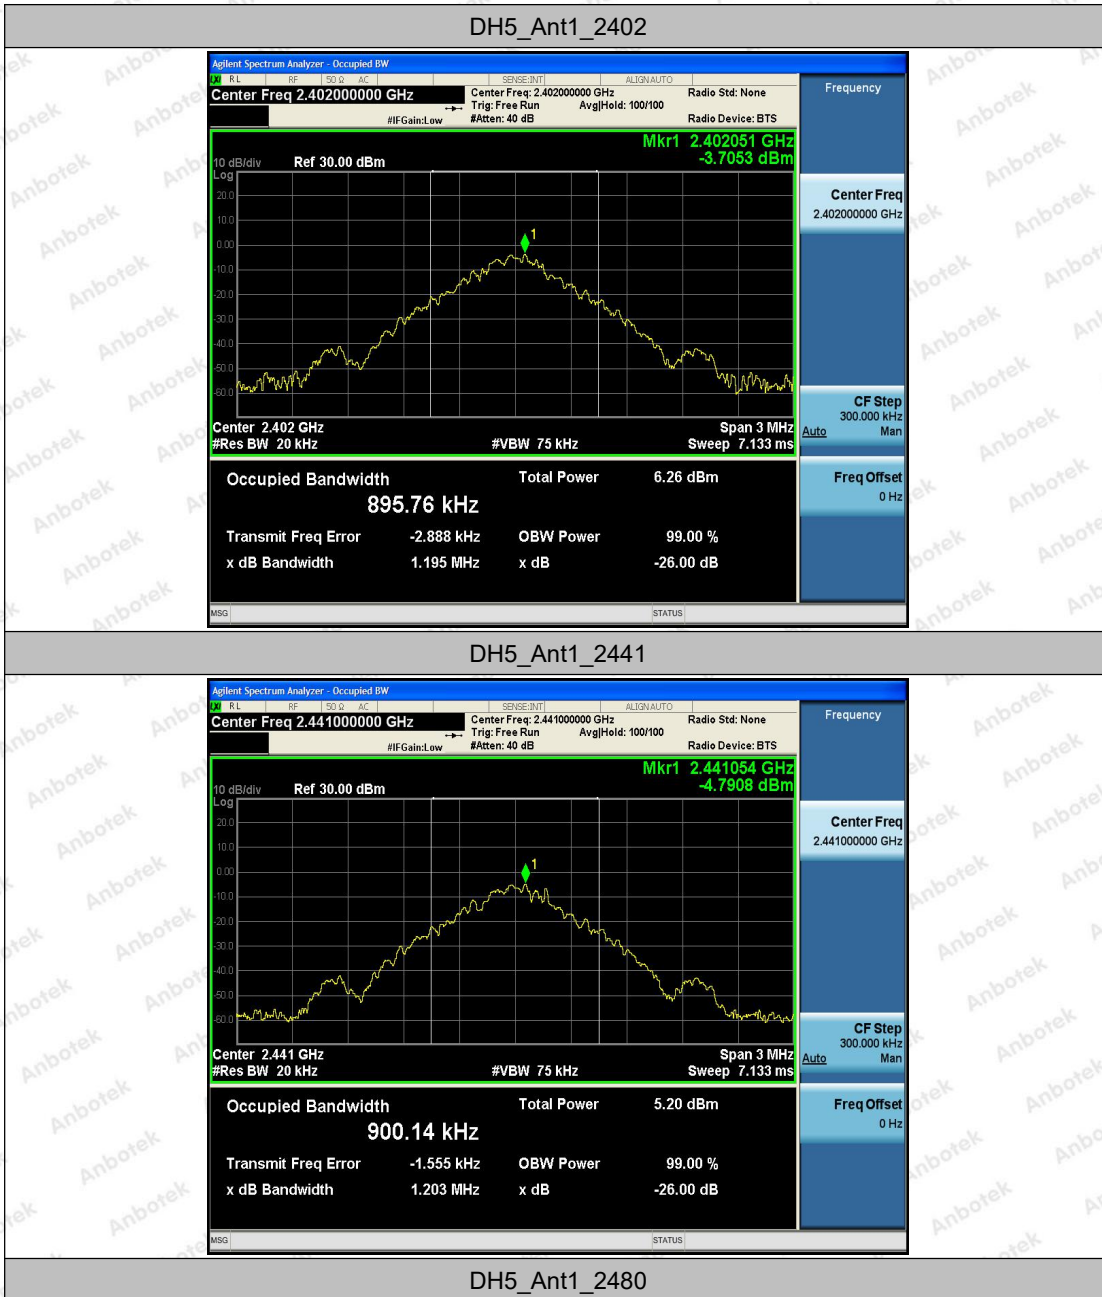 DH5_Ant1_2402
Agilent Spectrum Analyzer - Occupied BW
LXI RL RF 50 Ω AC SENSE:INT ALIGNAUTO
Center Freq 2.402000000 GHz
Center Freq: 2.402000000 GHz Radio Std: None
Trig: Free Run Avg|Hold: 100/100
#IFGain:Low #Atten: 40 dB Radio Device: BTS
Frequency
Mkr1 2.402051 GHz
-3.7053 dBm
10 dB/div Ref 30.00 dBm
Log
20.0
10.0
0.00
-10.0
-20.0
-30.0
-40.0
-50.0
-60.0
Center Freq
2.402000000 GHz
Center 2.402 GHz Span 3 MHz
#Res BW 20 kHz #VBW 75 kHz Sweep 7.133 ms
CF Step
300.000 kHz
Auto Man
Freq Offset
0 Hz
Occupied Bandwidth Total Power 6.26 dBm
895.76 kHz
Transmit Freq Error -2.888 kHz OBW Power 99.00 %
x dB Bandwidth 1.195 MHz x dB -26.00 dB
MSG STATUS
DH5_Ant1_2441
Agilent Spectrum Analyzer - Occupied BW
LXI RL RF 50 Ω AC SENSE:INT ALIGNAUTO
Center Freq 2.441000000 GHz
Center Freq: 2.441000000 GHz Radio Std: None
Trig: Free Run Avg|Hold: 100/100
#IFGain:Low #Atten: 40 dB Radio Device: BTS
Frequency
Mkr1 2.441054 GHz
-4.7908 dBm
10 dB/div Ref 30.00 dBm
Log
20.0
10.0
0.00
-10.0
-20.0
-30.0
-40.0
-50.0
-60.0
Center Freq
2.441000000 GHz
Center 2.441 GHz Span 3 MHz
#Res BW 20 kHz #VBW 75 kHz Sweep 7.133 ms
CF Step
300.000 kHz
Auto Man
Freq Offset
0 Hz
Occupied Bandwidth Total Power 5.20 dBm
900.14 kHz
Transmit Freq Error -1.555 kHz OBW Power 99.00 %
x dB Bandwidth 1.203 MHz x dB -26.00 dB
MSG STATUS
DH5_Ant1_2480
Anbotek